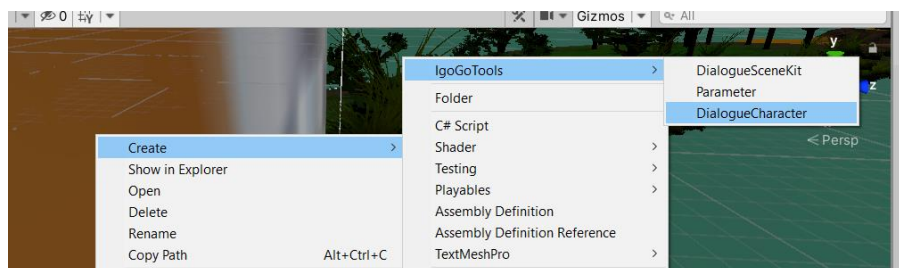 0
Gizmos
All
y
z
Persp
IgoGoTools
Folder
C# Script
Shader
Testing
Playables
Assembly Definition
Assembly Definition Reference
TextMeshPro
DialogueSceneKit
Parameter
DialogueCharacter
Create
Show in Explorer
Open
Delete
Rename
Copy Path Alt+Ctrl+C